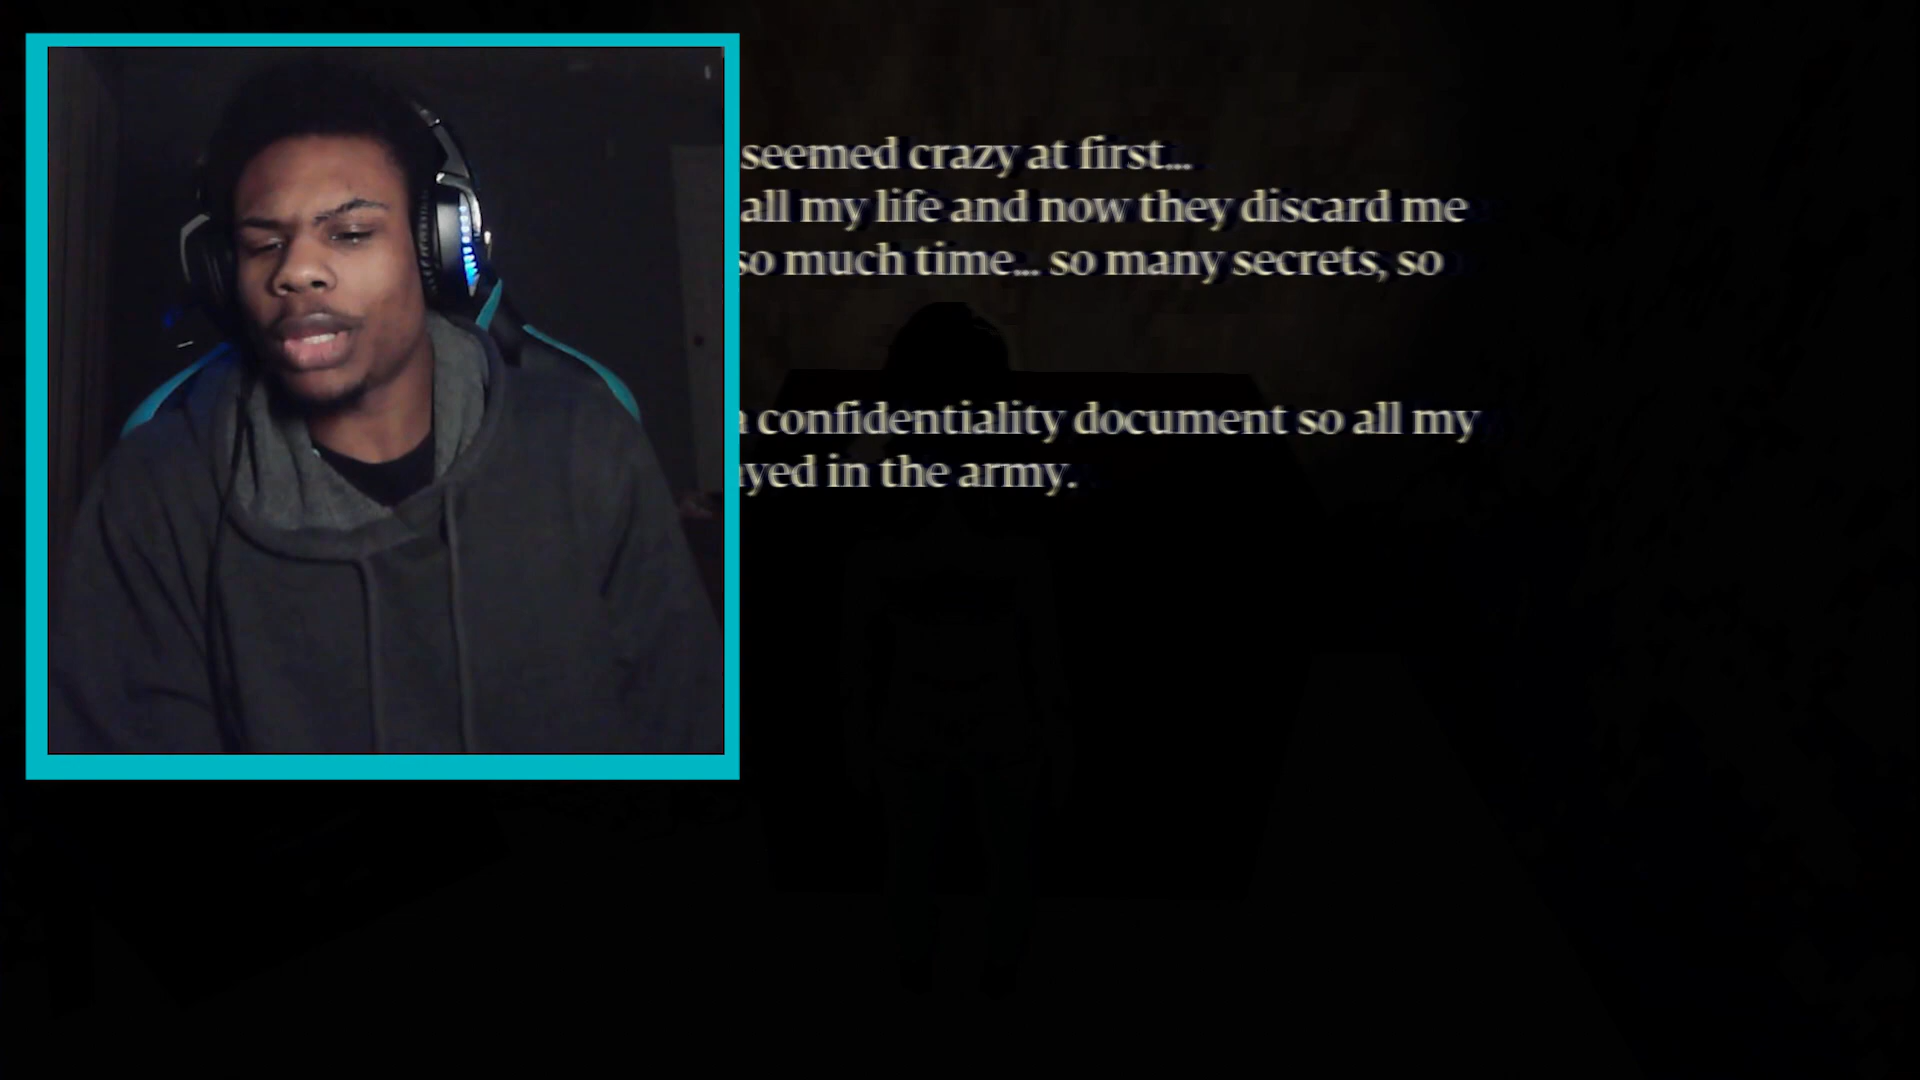 seemed crazy at first...
all my life and now they discard me
so much time... so many secrets, so
confidentiality document so all my
in the army.